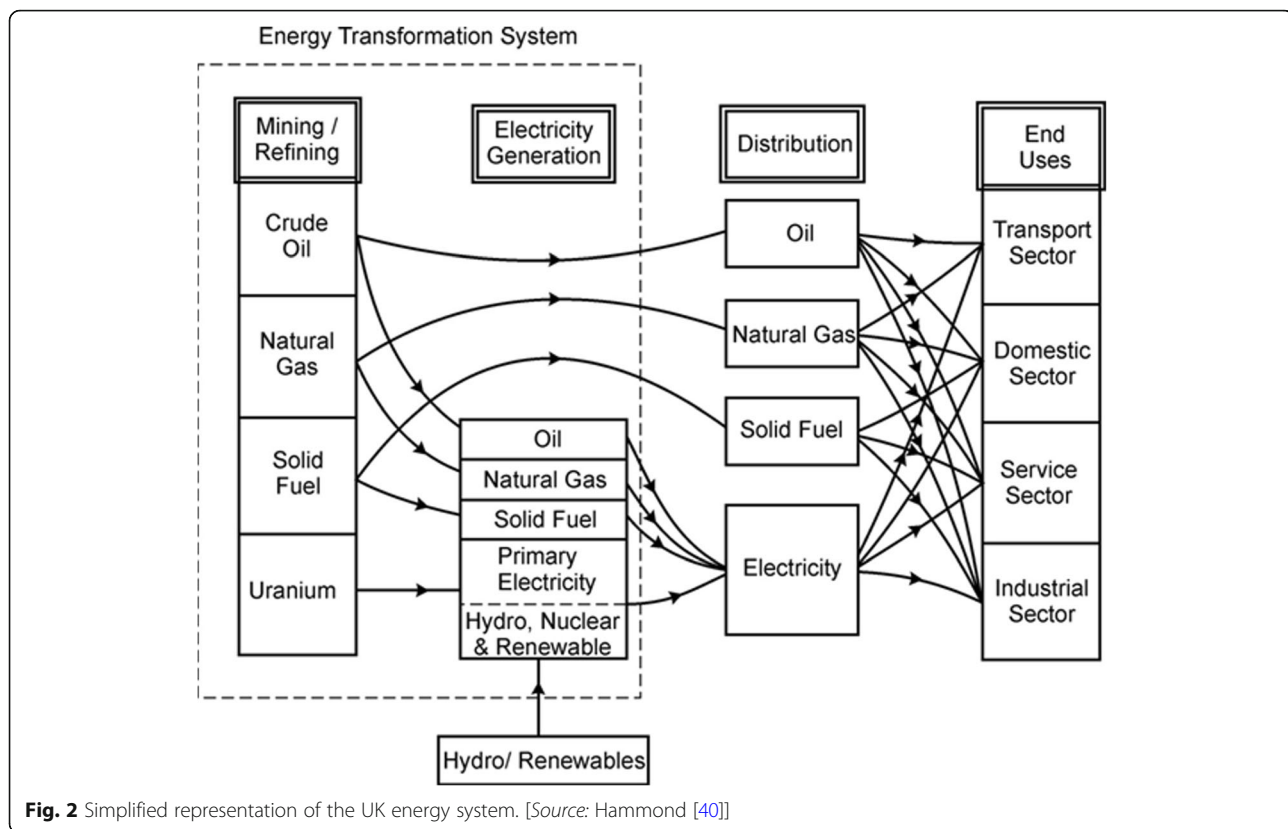 Energy Transformation System
Mining /
Refining
Crude
Oil
Natural
Gas
Solid
Fuel
Uranium
Electricity
Generation
Oil
Natural Gas
Solid Fuel
Primary
Electricity
Hydro, Nuclear
& Renewable
Hydro/ Renewables
Distribution
Oil
Natural Gas
Solid Fuel
Electricity
End
Uses
Transport
Sector
Domestic
Sector
Service
Sector
Industrial
Sector
Fig. 2 Simplified representation of the UK energy system. [Source: Hammond [40]]